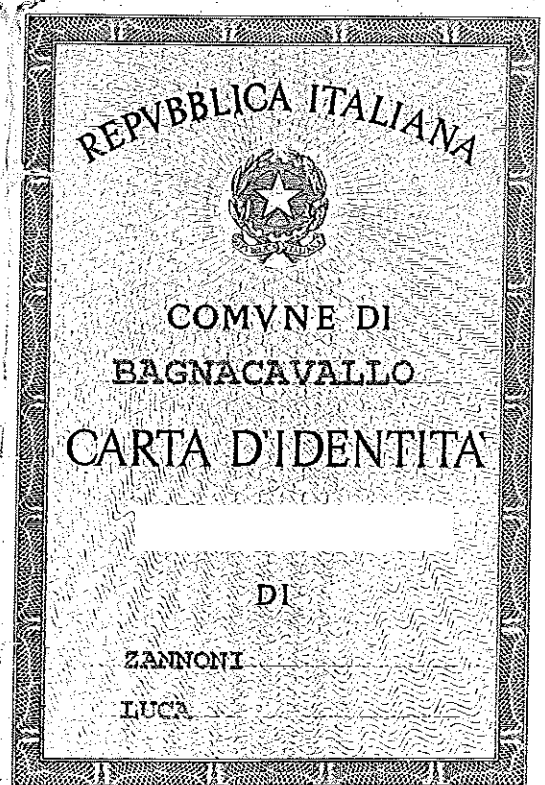 REPVBBLICA ITALIANA
COMVNE DI
BAGNACAVALLO
CARTA D'IDENTITA'
DI
ZANNONI
LUCA